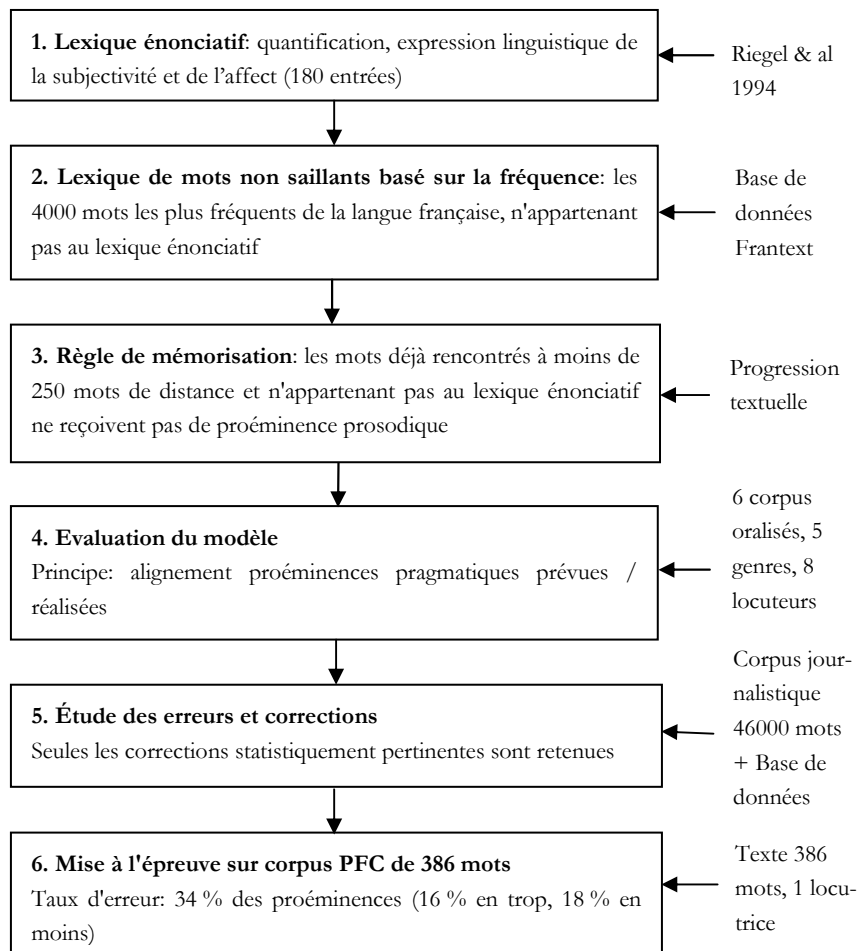 1. Lexique énonciatif: quantification, expression linguistique de
la subjectivité et de l'affect (180 entrées)
Riegel & al
1994
2. Lexique de mots non saillants basé sur la fréquence: les
4000 mots les plus fréquents de la langue française, n'appartenant
pas au lexique énonciatif
Base de
données
Frantext
3. Règle de mémorisation: les mots déjà rencontrés à moins de
250 mots de distance et n'appartenant pas au lexique énonciatif
ne reçoivent pas de proéminence prosodique
Progression
textuelle
4. Evaluation du modèle
Principe: alignement proéminences pragmatiques prévues /
réalisées
6 corpus
oralisés, 5
genres, 8
locuteurs
5. Étude des erreurs et corrections
Seules les corrections statistiquement pertinentes sont retenues
Corpus jour-
nalistique
46000 mots
+ Base de
données
6. Mise à l'épreuve sur corpus PFC de 386 mots
Taux d'erreur: 34 % des proéminences (16 % en trop, 18 % en
moins)
Texte 386
mots, 1 locu-
trice